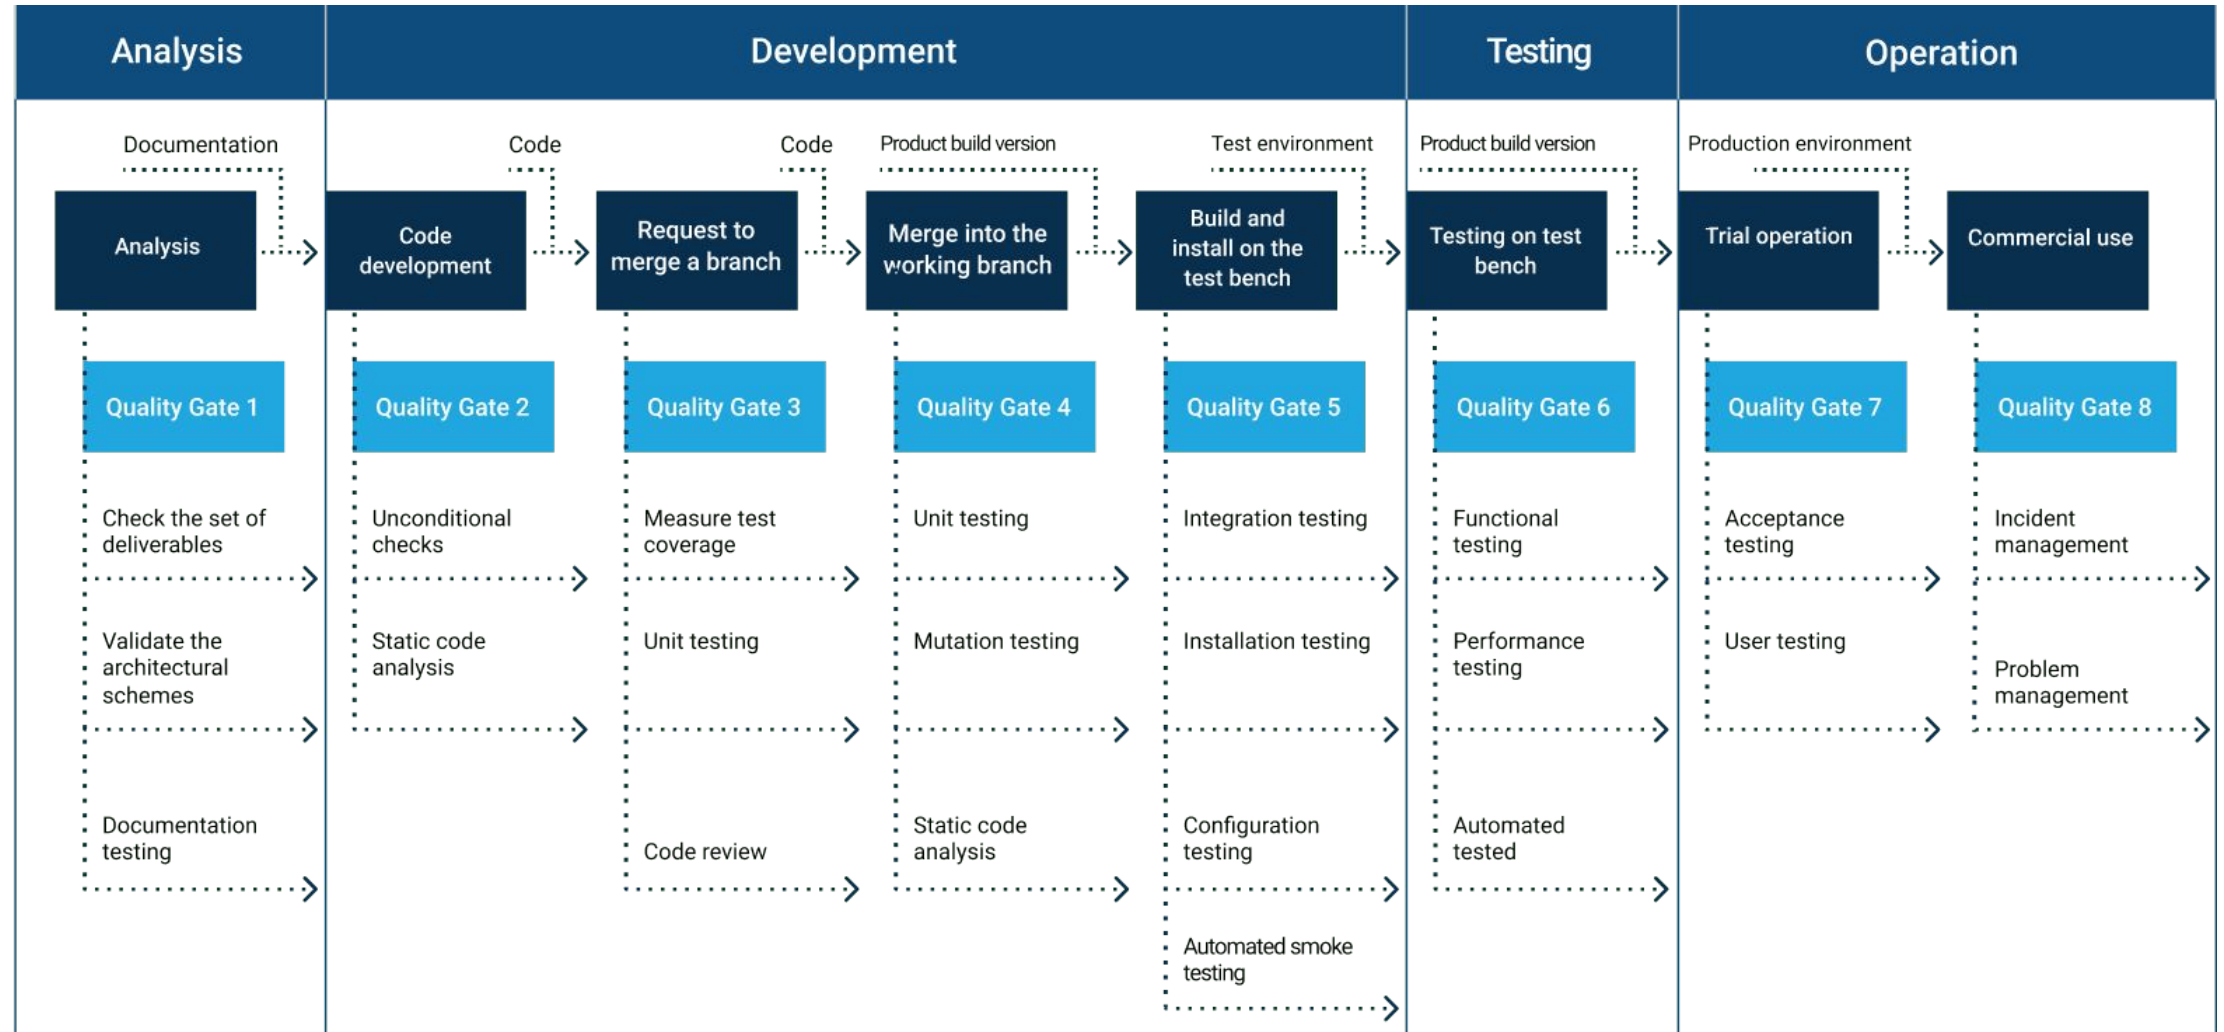 Analysis
Development
Testing
Operation
Documentation
Code
Code
Product build version
Test environment
Product build version
Production environment
Analysis
Code
development
Request to
merge a branch
Merge into the
working branch
Build and
install on the
test bench
Testing on test
bench
Trial operation
Commercial use
Quality Gate 1
Quality Gate 2
Quality Gate 3
Quality Gate 4
Quality Gate 5
Quality Gate 6
Quality Gate 7
Quality Gate 8
Check the set of
deliverables
Validate the
architectural
schemes
Documentation
testing
Unconditional
checks
Static code
analysis
Measure test
coverage
Unit testing
Code review
Unit testing
Mutation testing
Static code
analysis
Integration testing
Installation testing
Configuration
testing
Automated smoke
testing
Functional
testing
Performance
testing
Automated
tested
Acceptance
testing
User testing
Incident
management
Problem
management